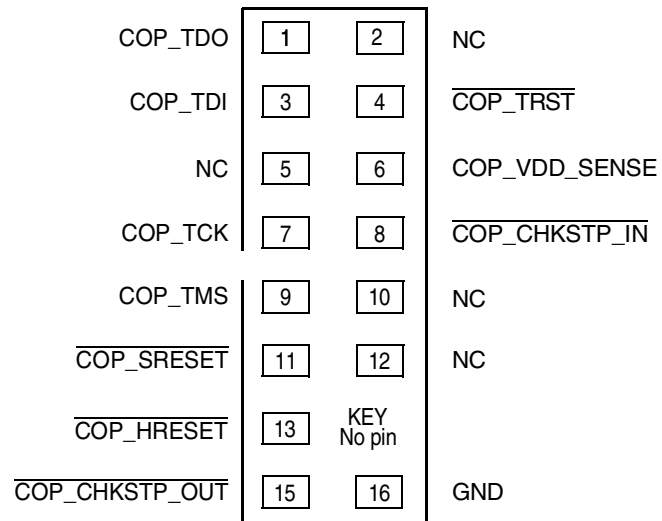 COP_TDO 1 2 NC
COP_TDI 3 4 COP_TRST
NC 5 6 COP_VDD_SENSE
COP_TCK 7 8 COP_CHKSTP_IN
COP_TMS 9 10 NC
COP_SRESET 11 12 NC
COP_HRESET 13 KEY
No pin
COP_CHKSTP_OUT 15 16 GND